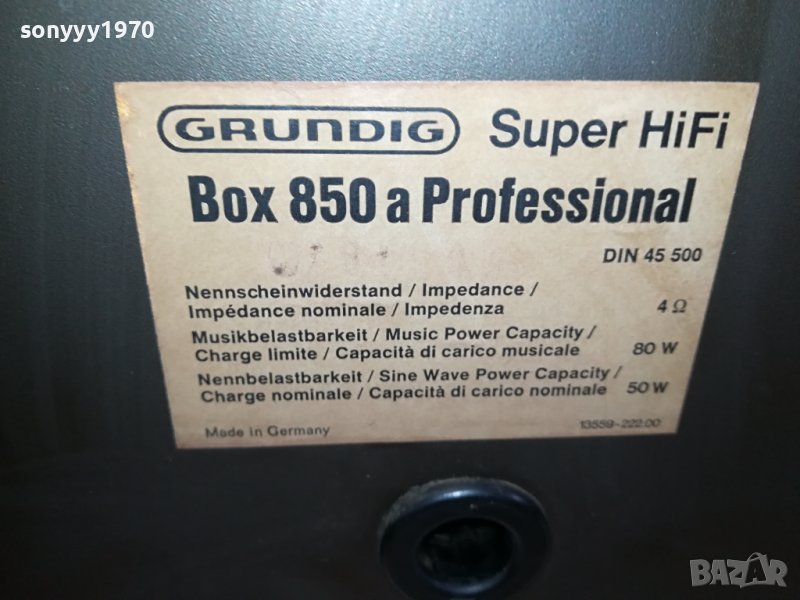 sonyyy1970
GRUNDIG Super HiFi
Box 850 a Professional
DIN 45 500
Nennscheinwiderstand / Impedance /
Impédance nominale / Impedenza 4 Ω
Musikbelastbarkeit / Music Power Capacity /
Charge limite / Capacità di carico musicale 80 W
Nennbelastbarkeit / Sine Wave Power Capacity /
Charge nominale / Capacità di carico nominale 50 W
Made in Germany 13559-222.00
BAZAR